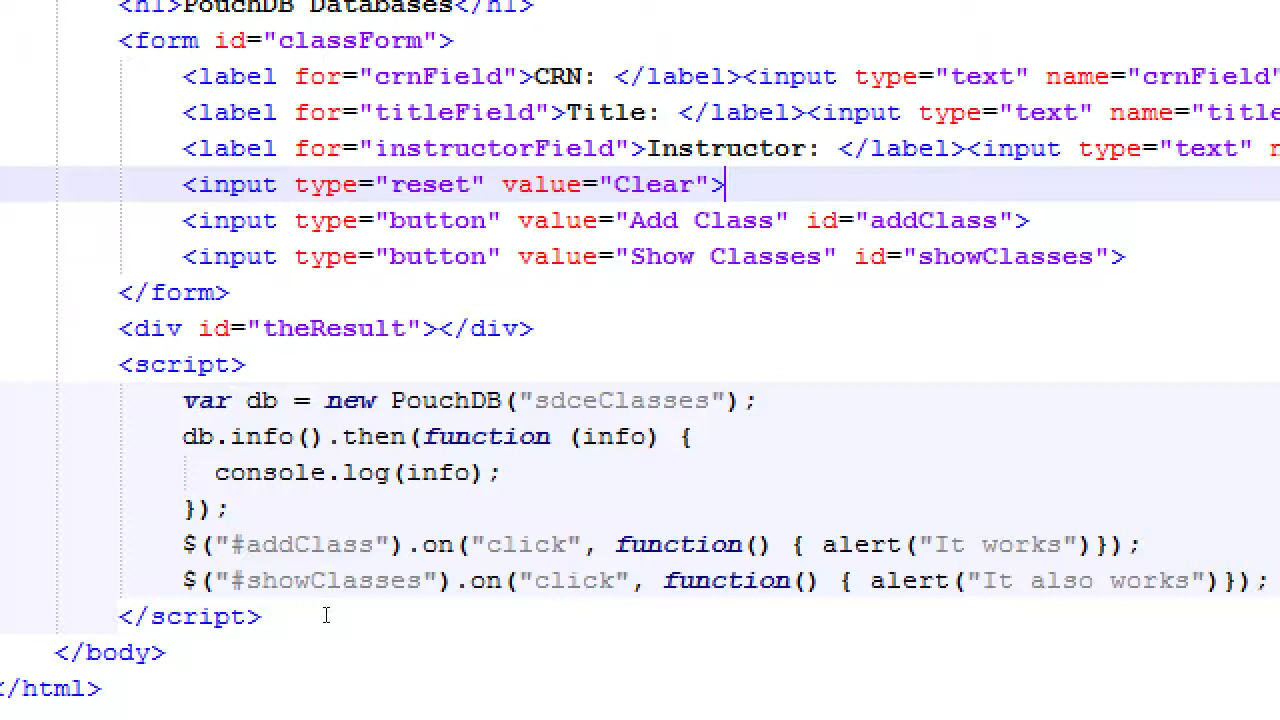 <h1>PouchDB Databases</h1>
<form id="classForm">
<label for="crnField">CRN: </label><input type="text" name="crnField"
<label for="titleField">Title: </label><input type="text" name="title
<label for="instructorField">Instructor: </label><input type="text" n
<input type="reset" value="Clear">
<input type="button" value="Add Class" id="addClass">
<input type="button" value="Show Classes" id="showClasses">
</form>
<div id="theResult"></div>
<script>
var db = new PouchDB("sdceClasses");
db.info().then(function (info) {
console.log(info);
});
$("#addClass").on("click", function() { alert("It works")});
$("#showClasses").on("click", function() { alert("It also works")});
</script>
</body>
</html>